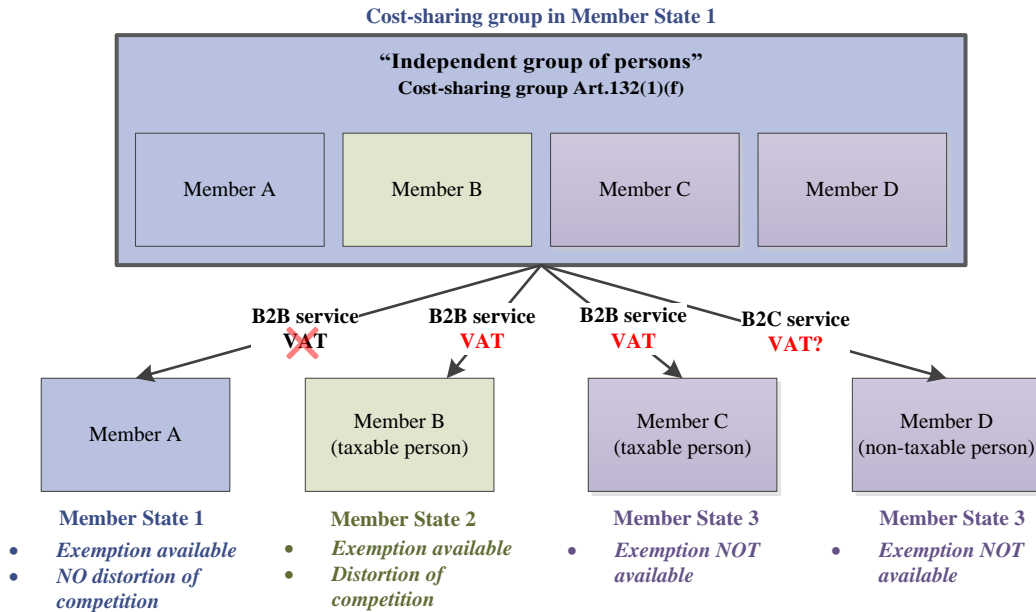 Cost-sharing group in Member State 1
“Independent group of persons”
Cost-sharing group Art.132(1)(f)
Member A
Member B
Member C
Member D
B2B service
VAT
B2B service
VAT
B2B service
VAT
B2C service
VAT?
Member A
Member B
(taxable person)
Member C
(taxable person)
Member D
(non-taxable person)
Member State 1
• Exemption available
• NO distortion of
competition
Member State 2
• Exemption available
• Distortion of
competition
Member State 3
• Exemption NOT
available
Member State 3
• Exemption NOT
available